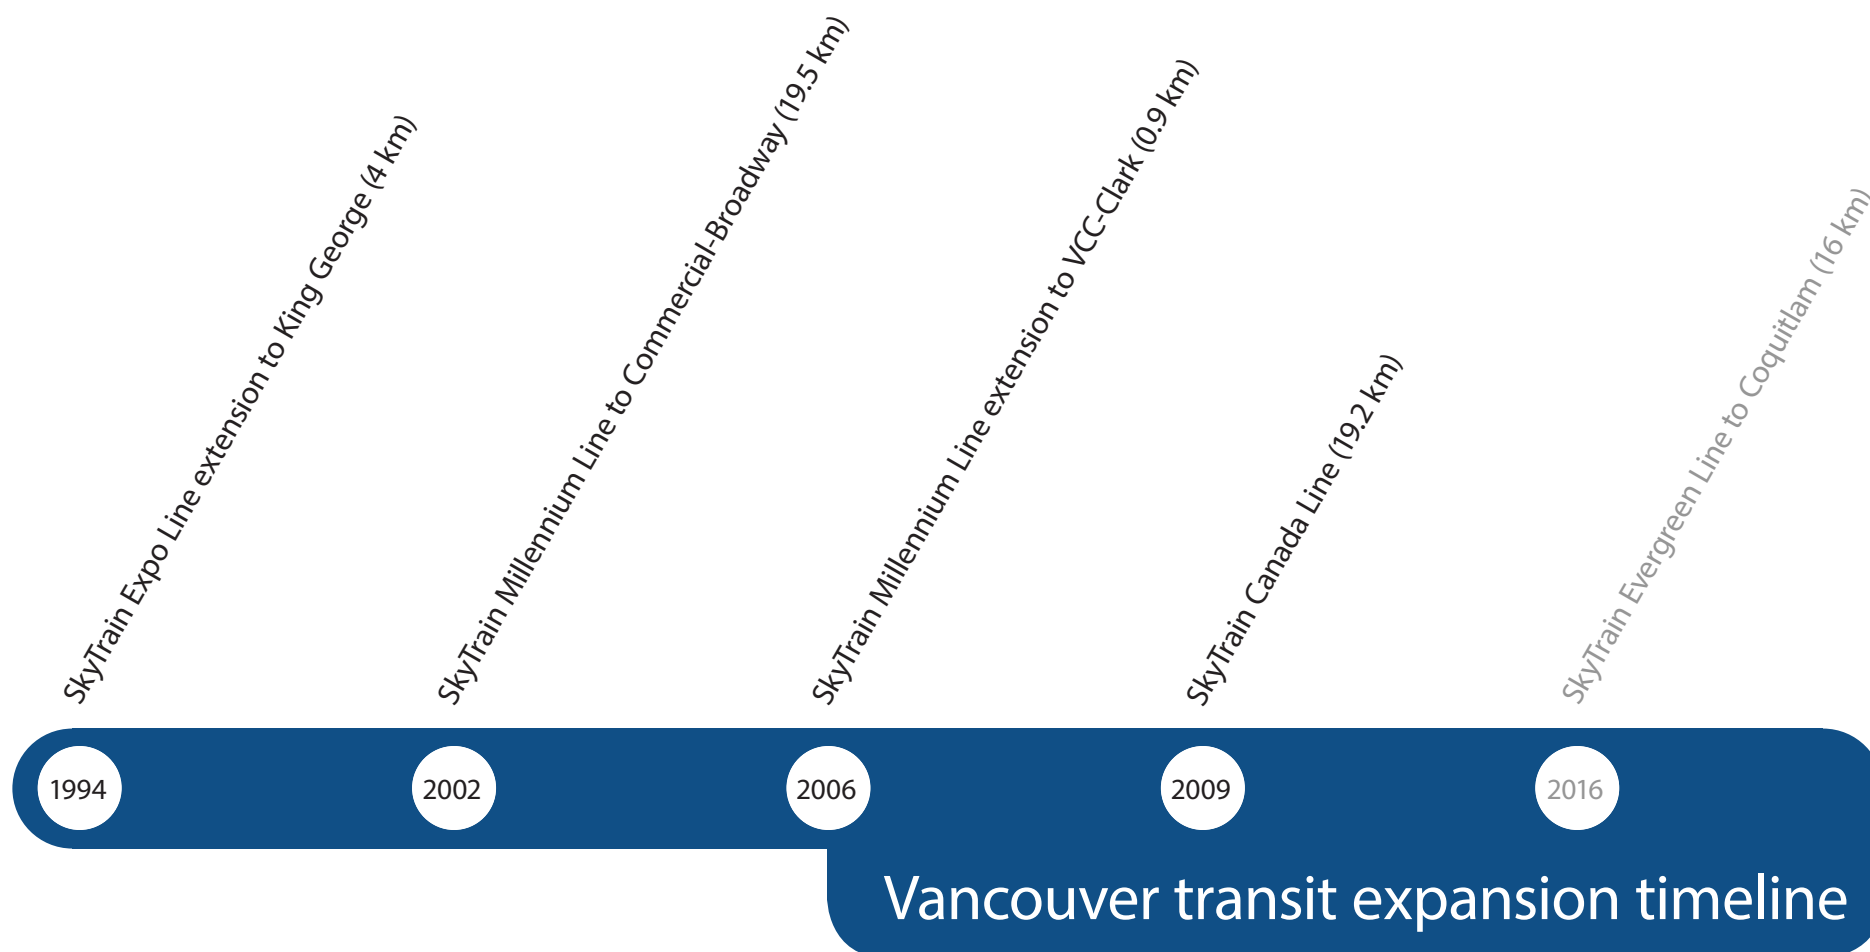 SkyTrain Expo Line extension to King George (4 km)
SkyTrain Millennium Line to Commercial-Broadway (19.5 km)
SkyTrain Millennium Line extension to VCC-Clark (0.9 km)
SkyTrain Canada Line (19.2 km)
SkyTrain Evergreen Line to Coquitlam (16 km)
1994
2002
2006
2009
2016
Vancouver transit expansion timeline